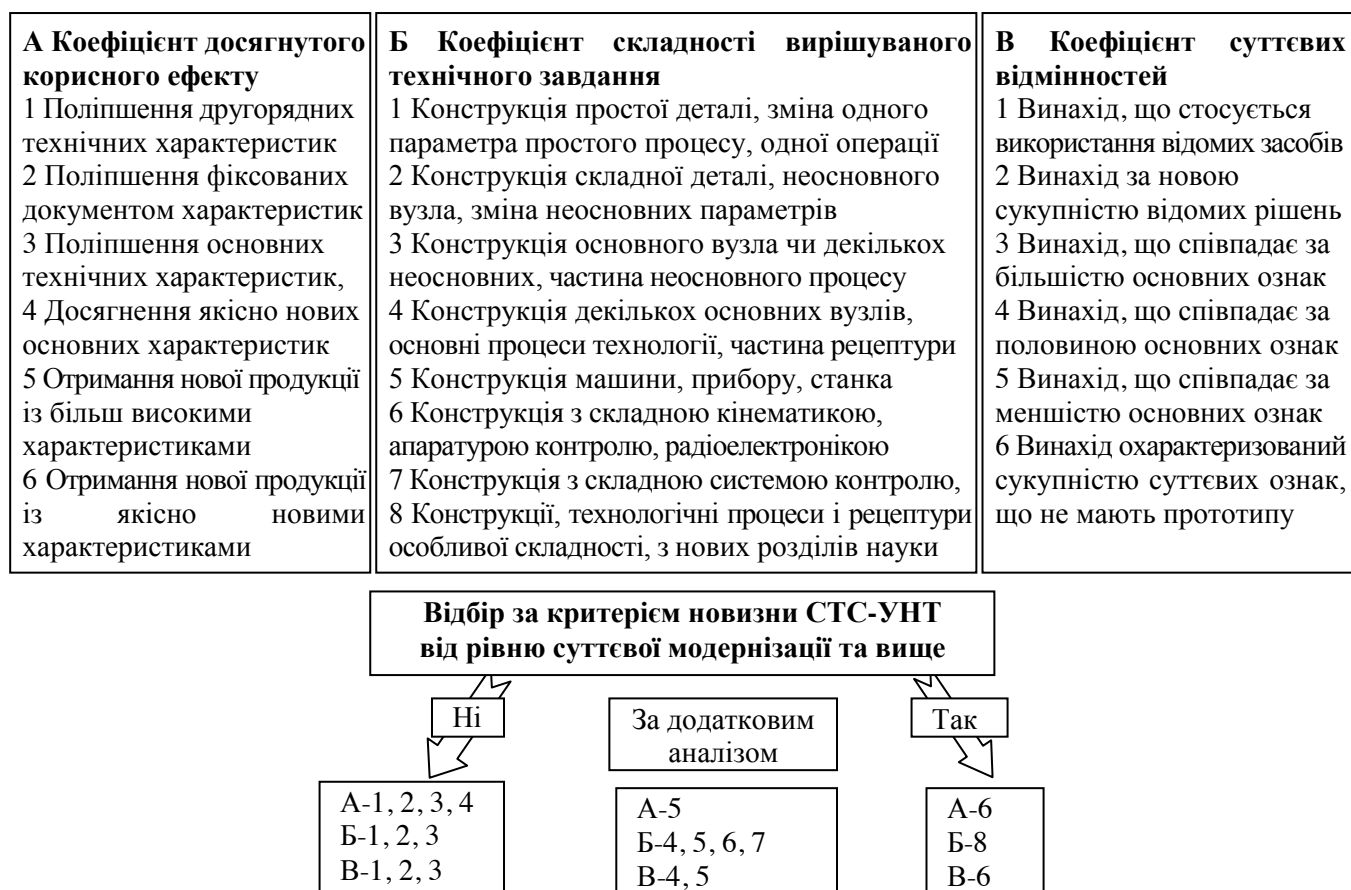 А Коефіцієнт досягнутого
корисного ефекту
1 Поліпшення другорядних
технічних характеристик
2 Поліпшення фіксованих
документом характеристик
3 Поліпшення основних
технічних характеристик,
4 Досягнення якісно нових
основних характеристик
5 Отримання нової продукції
із більш високими
характеристиками
6 Отримання нової продукції
із якісно новими
характеристиками
Б Коефіцієнт складності вирішуваного
технічного завдання
1 Конструкція простої деталі, зміна одного
параметра простого процесу, одної операції
2 Конструкція складної деталі, неосновного
вузла, зміна неосновних параметрів
3 Конструкція основного вузла чи декількох
неосновних, частина неосновного процесу
4 Конструкція декількох основних вузлів,
основні процеси технології, частина рецептури
5 Конструкція машини, прибору, станка
6 Конструкція з складною кінематикою,
апаратурою контролю, радіоелектронікою
7 Конструкція з складною системою контролю,
8 Конструкції, технологічні процеси і рецептури
особливої складності, з нових розділів науки
В Коефіцієнт суттєвих
відмінностей
1 Винахід, що стосується
використання відомих засобів
2 Винахід за новою
сукупністю відомих рішень
3 Винахід, що співпадає за
більшістю основних ознак
4 Винахід, що співпадає за
половиною основних ознак
5 Винахід, що співпадає за
меншістю основних ознак
6 Винахід охарактеризований
сукупністю суттєвих ознак,
що не мають прототипу
Відбір за критерієм новизни СТС-УНТ
від рівню суттєвої модернізації та вище
Ні
За додатковим
аналізом
Так
А-1, 2, 3, 4
Б-1, 2, 3
В-1, 2, 3
А-5
Б-4, 5, 6, 7
В-4, 5
А-6
Б-8
В-6